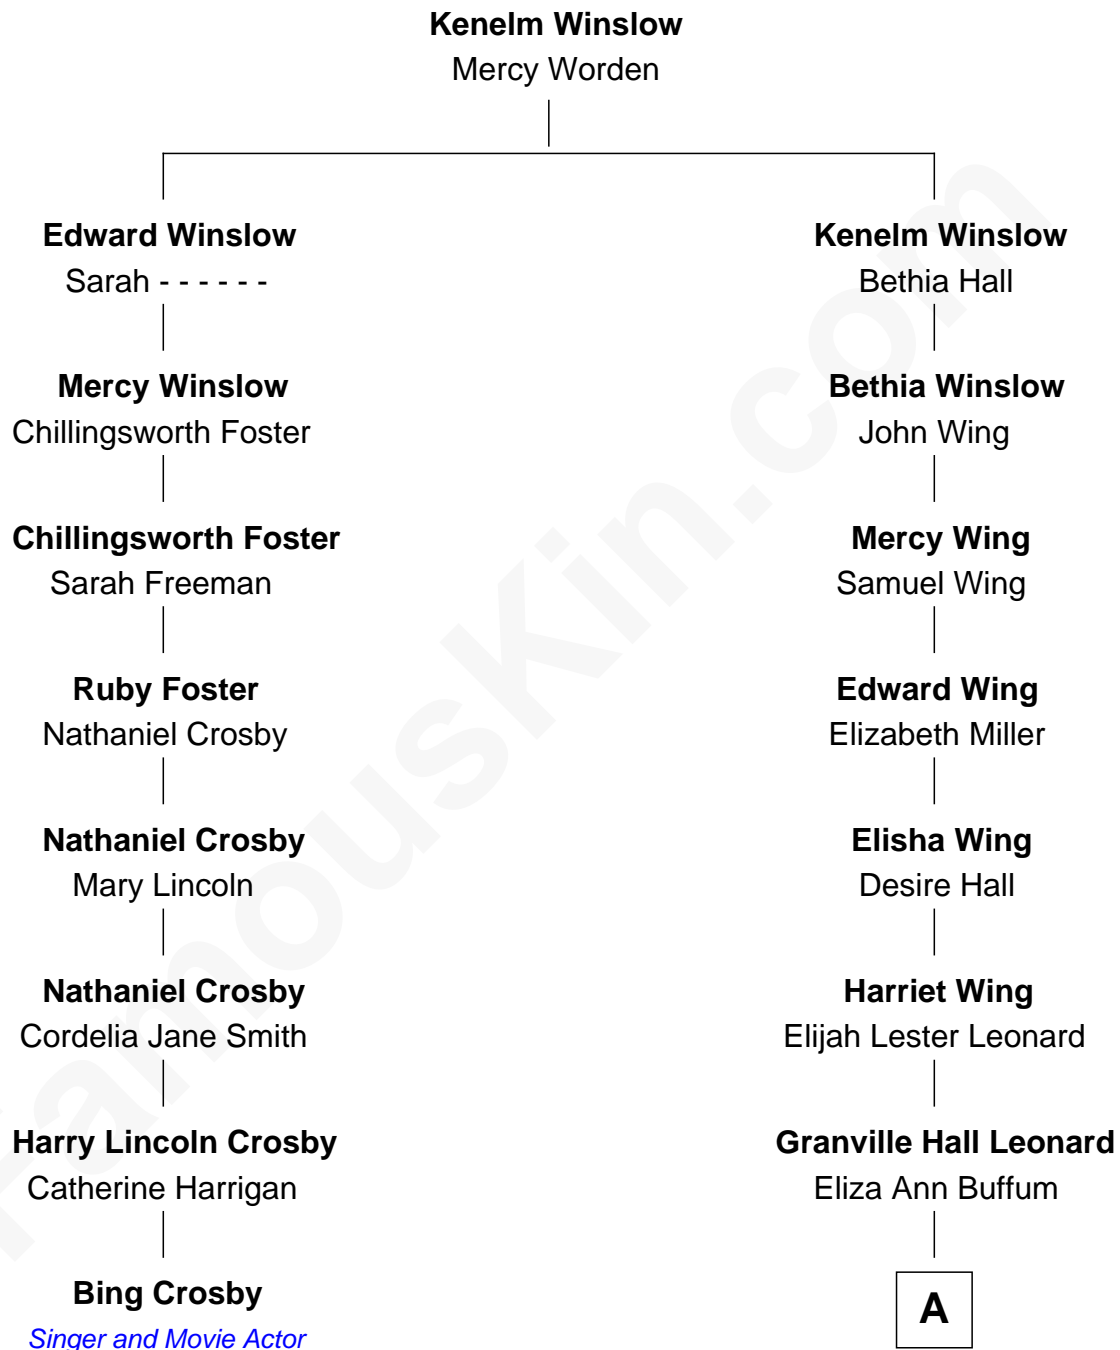 Kenelm Winslow
Mercy Worden
Edward Winslow
Sarah - - - - - -
Kenelm Winslow
Bethia Hall
Mercy Winslow
Chillingsworth Foster
Bethia Winslow
John Wing
Chillingsworth Foster
Sarah Freeman
Mercy Wing
Samuel Wing
Ruby Foster
Nathaniel Crosby
Edward Wing
Elizabeth Miller
Nathaniel Crosby
Mary Lincoln
Elisha Wing
Desire Hall
Nathaniel Crosby
Cordelia Jane Smith
Harriet Wing
Elijah Lester Leonard
Harry Lincoln Crosby
Catherine Harrigan
Granville Hall Leonard
Eliza Ann Buffum
Bing Crosby
Singer and Movie Actor
A
FamousKin.com